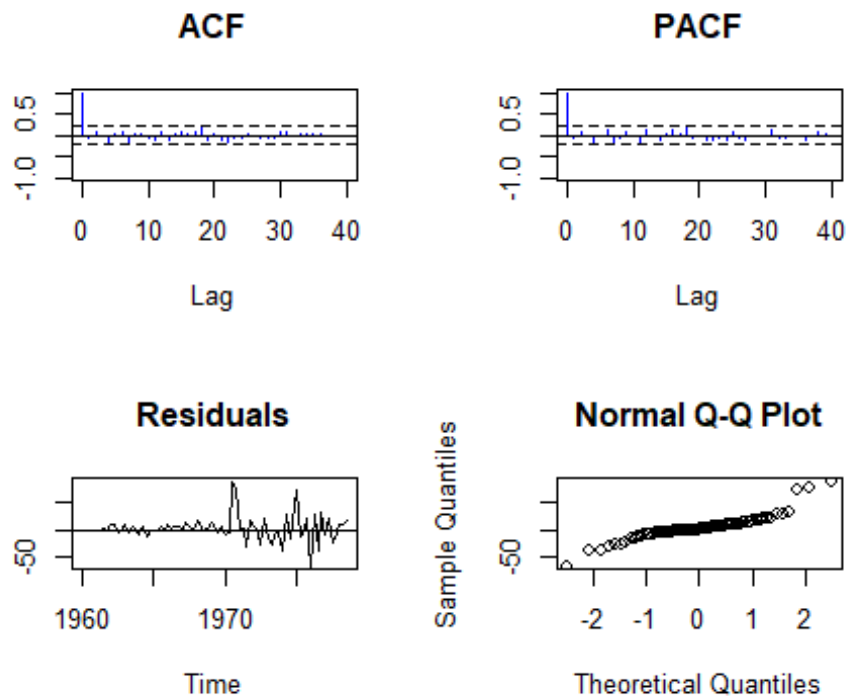 ACF
0.5
-1.0
0 10 20 30 40
Lag
PACF
0.5
-1.0
0 10 20 30 40
Lag
Residuals
-50
1960 1970
Time
Normal Q-Q Plot
Sample Quantiles
-50
-2 -1 0 1 2
Theoretical Quantiles